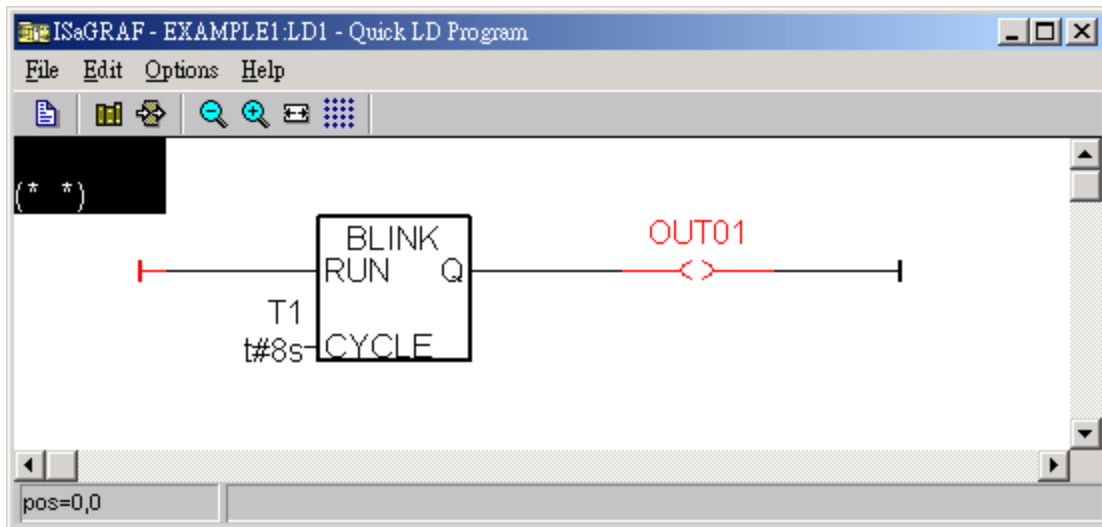 ISaGRAF - EXAMPLE1:LD1 - Quick LD Program
File Edit Options Help
(* *)
BLINK
OUT01
RUN Q
T1
t#8s CYCLE
pos=0,0